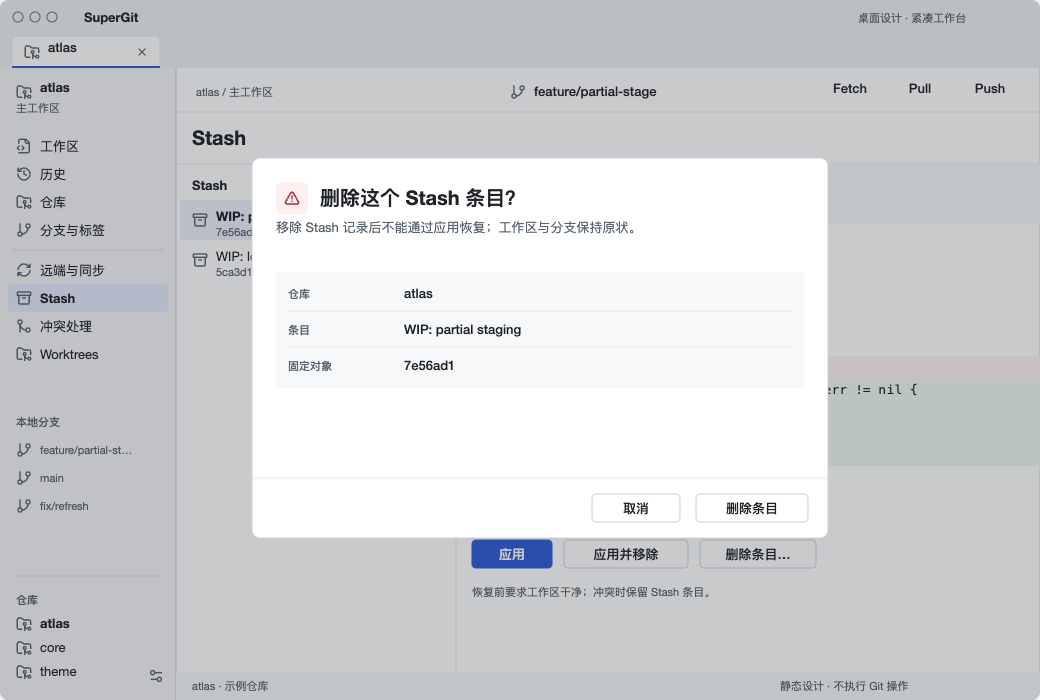 SuperGit
桌面设计 · 紧凑工作台
atlas
atlas
主工作区
atlas / 主工作区
feature/partial-stage
Fetch
Pull
Push
工作区
历史
仓库
分支与标签
远端与同步
Stash
冲突处理
Worktrees
本地分支
feature/partial-st…
main
fix/refresh
仓库
atlas
core
theme
Stash
Stash
WIP:
7e56ad
WIP:
5ca3d1
删除这个 Stash 条目?
移除 Stash 记录后不能通过应用恢复；工作区与分支保持原状。
仓库 atlas
条目 WIP: partial staging
固定对象 7e56ad1
取消
删除条目
err != nil {
应用
应用并移除
删除条目…
恢复前要求工作区干净；冲突时保留 Stash 条目。
atlas · 示例仓库
静态设计 · 不执行 Git 操作